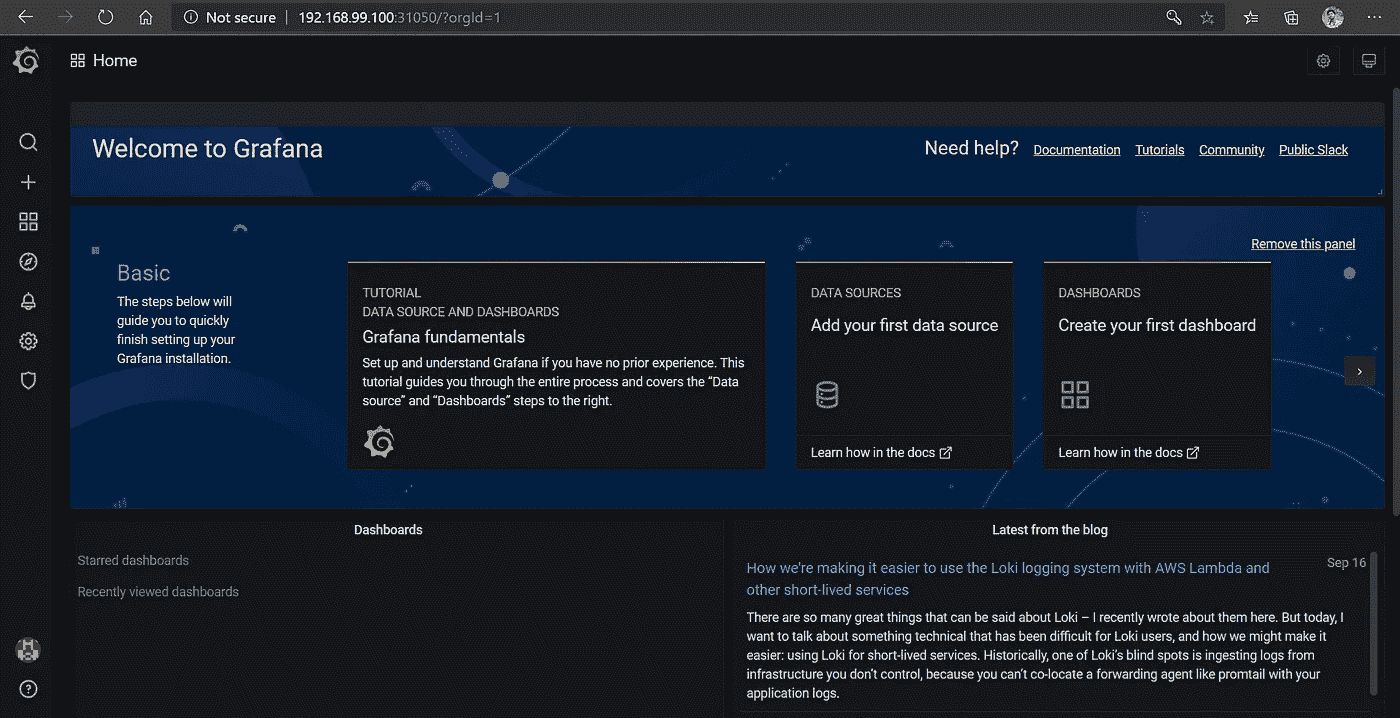 Not secure
192.168.99.100:31050/?orgId=1
Home
Welcome to Grafana
Need help?
Documentation
Tutorials
Community
Public Slack
Remove this panel
Basic
The steps below will
guide you to quickly
finish setting up your
Grafana installation.
TUTORIAL
DATA SOURCE AND DASHBOARDS
Grafana fundamentals
Set up and understand Grafana if you have no prior experience. This
tutorial guides you through the entire process and covers the “Data
source” and “Dashboards” steps to the right.
DATA SOURCES
Add your first data source
Learn how in the docs
DASHBOARDS
Create your first dashboard
Learn how in the docs
Dashboards
Starred dashboards
Recently viewed dashboards
Latest from the blog
How we're making it easier to use the Loki logging system with AWS Lambda and
other short-lived services
Sep 16
There are so many great things that can be said about Loki – I recently wrote about them here. But today, I
want to talk about something technical that has been difficult for Loki users, and how we might make it
easier: using Loki for short-lived services. Historically, one of Loki’s blind spots is ingesting logs from
infrastructure you don’t control, because you can’t co-locate a forwarding agent like promtail with your
application logs.